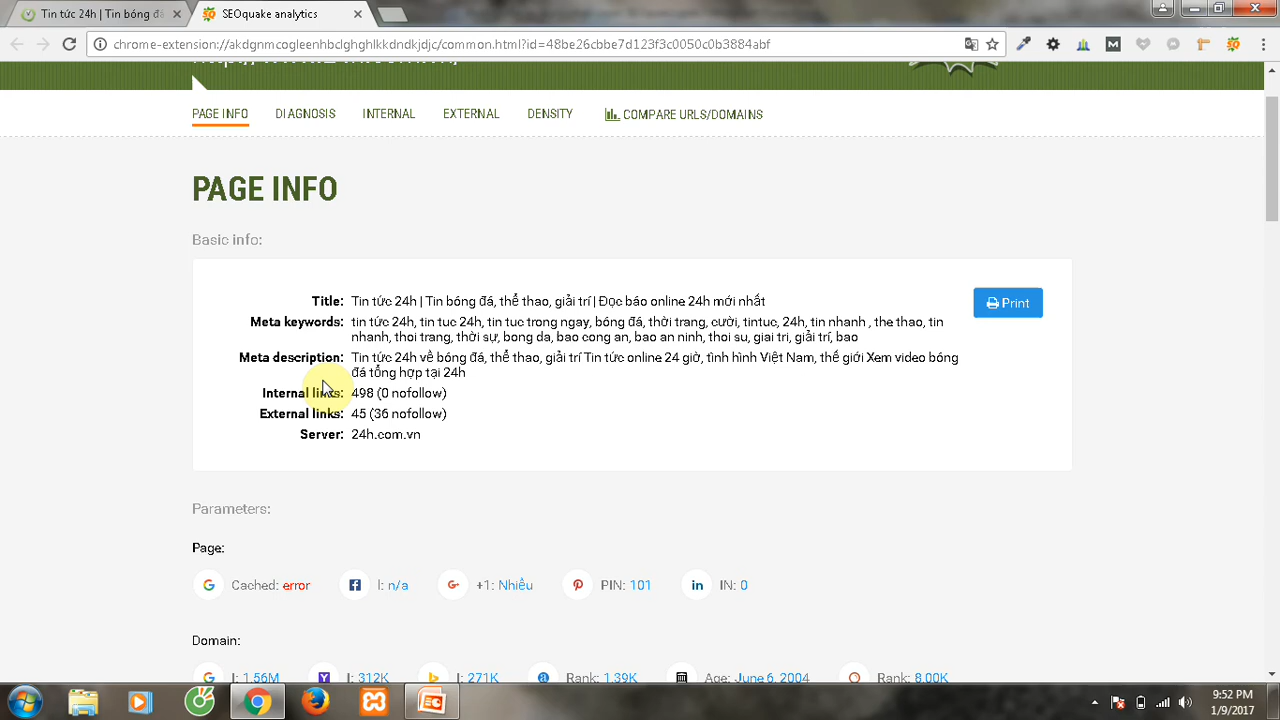 Tin tức 24h | Tin bóng đá
SEOquake analytics
PAGE INFO
DIAGNOSIS
INTERNAL
EXTERNAL
DENSITY
COMPARE URLS/DOMAINS
PAGE INFO
Basic info:
Title: Tin tức 24h | Tin bóng đá, thể thao, giải trí | Đọc báo online 24h mới nhất
Print
Meta keywords: tin tức 24h, tin tuc 24h, tin tuc trong ngay, bóng đá, thời trang, cười, tintuc, 24h, tin nhanh , the thao, tin
nhanh, thoi trang, thời sự, bong da, bao cong an, bao an ninh, thoi su, giai tri, giải trí, bao
Meta description: Tin tức 24h về bóng đá, thể thao, giải trí Tin tức online 24 giờ, tình hình Việt Nam, thế giới Xem video bóng
đá tổng hợp tại 24h
Internal links: 498 (0 nofollow)
External links: 45 (36 nofollow)
Server: 24h.com.vn
Parameters:
Page:
Cached: error
l: n/a
+1: Nhiều
PIN: 101
IN: 0
Domain:
I: 1.56M
I: 312K
I: 271K
Rank: 1.39K
Age: June 6, 2004
Rank: 8.00K
9:52 PM
1/9/2017